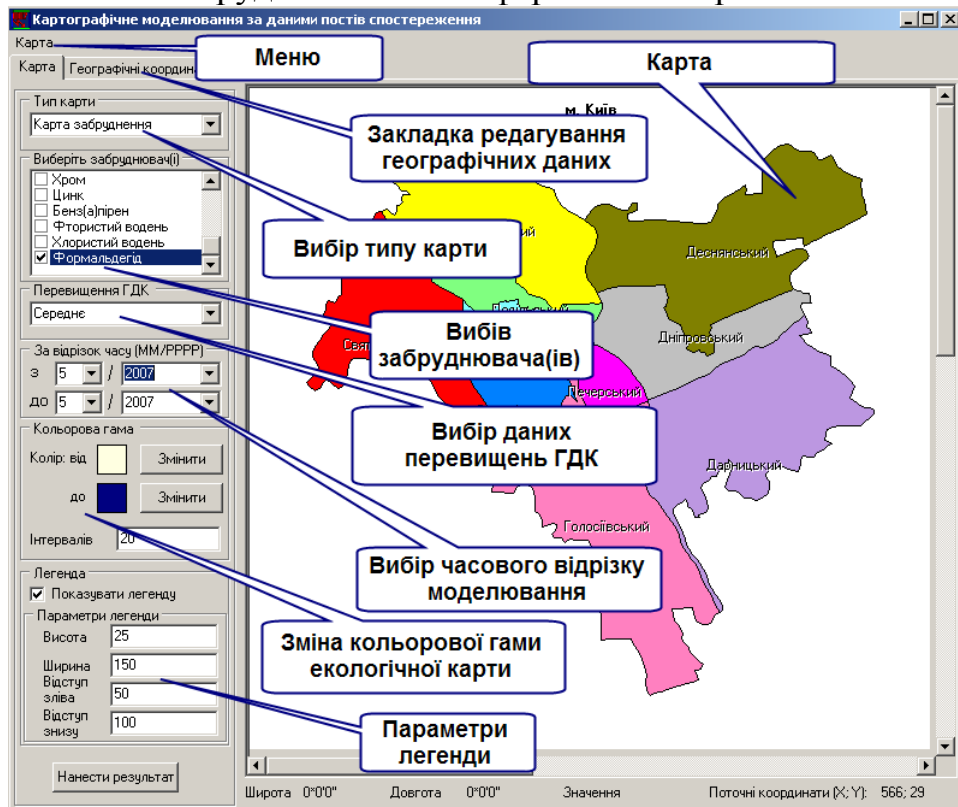 Картографічне моделювання за даними постів спостереження
Карта
Меню
Карта
Карта
Географічні координ
м. Київ
Закладка редагування
географічних даних
Тип карти
Карта забруднення
Виберіть забруднювач(і)
Хром
Цинк
Бенз(а)пірен
Фтористий водень
Хлористий водень
Формальдегід
Вибір типу карти
ий
Деснянський
Перевищення ГДК
Середнє
Подільський
Дніпровський
Свят
Вибів
забруднювача(ів)
За відрізок часу (ММ/РРРР)
з 5 / 2007
до 5 / 2007
Печерський
Вибір даних
перевищень ГДК
Дарницький
Кольорова гама
Колір: від
Змінити
до
Змінити
Інтервалів 20
Голосіївський
Вибір часового відрізку
моделювання
Легенда
Показувати легенду
Параметри легенди
Висота 25
Ширина 150
Відступ
зліва 50
Відступ
знизу 100
Зміна кольорової гами
екологічної карти
Параметри
легенди
Нанести результат
Широта 0°0'0" Довгота 0°0'0" Значення Поточні координати (X; Y): 566; 29